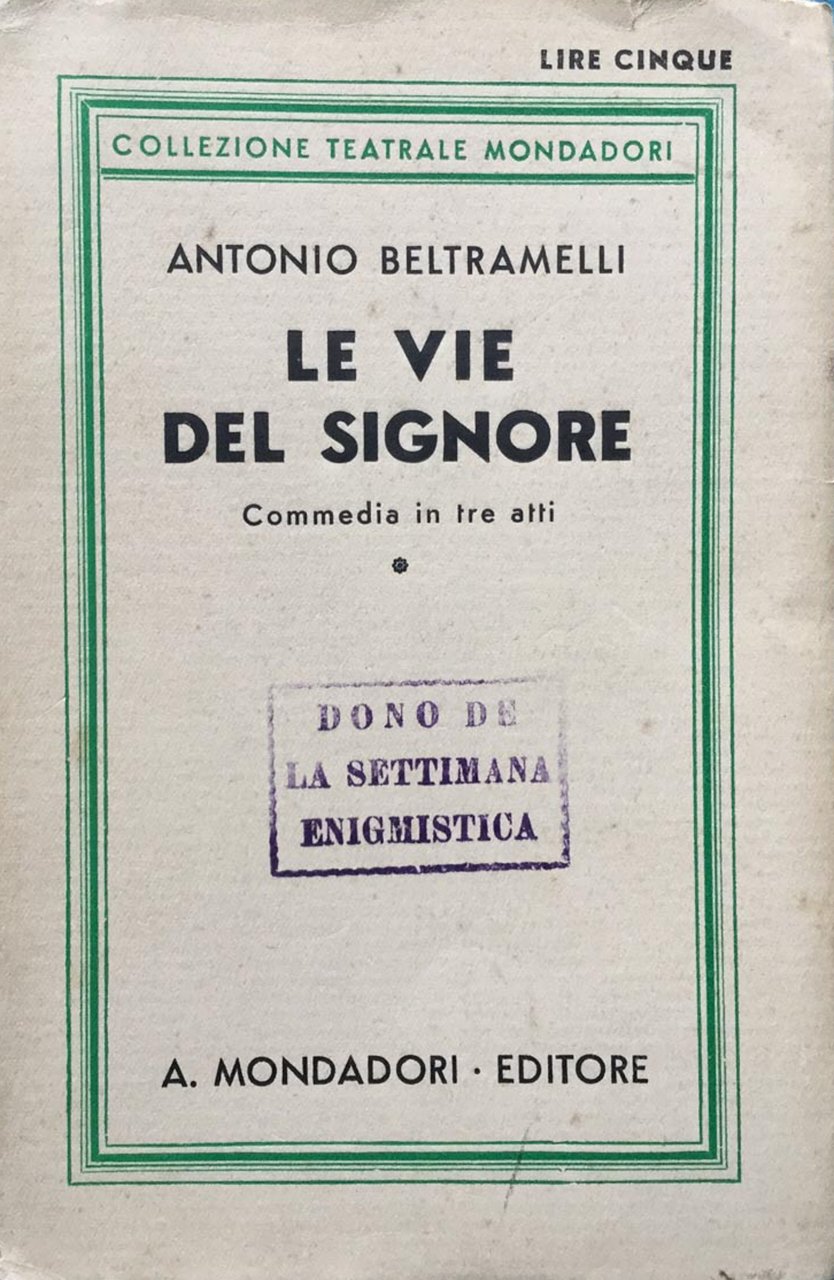 LIRE CINQUE
COLLEZIONE TEATRALE MONDADORI
ANTONIO BELTRAMELLI
LE VIE
DEL SIGNORE
Commedia in tre atti
DONO DE
LA SETTIMANA
ENIGMISTICA
A. MONDADORI · EDITORE